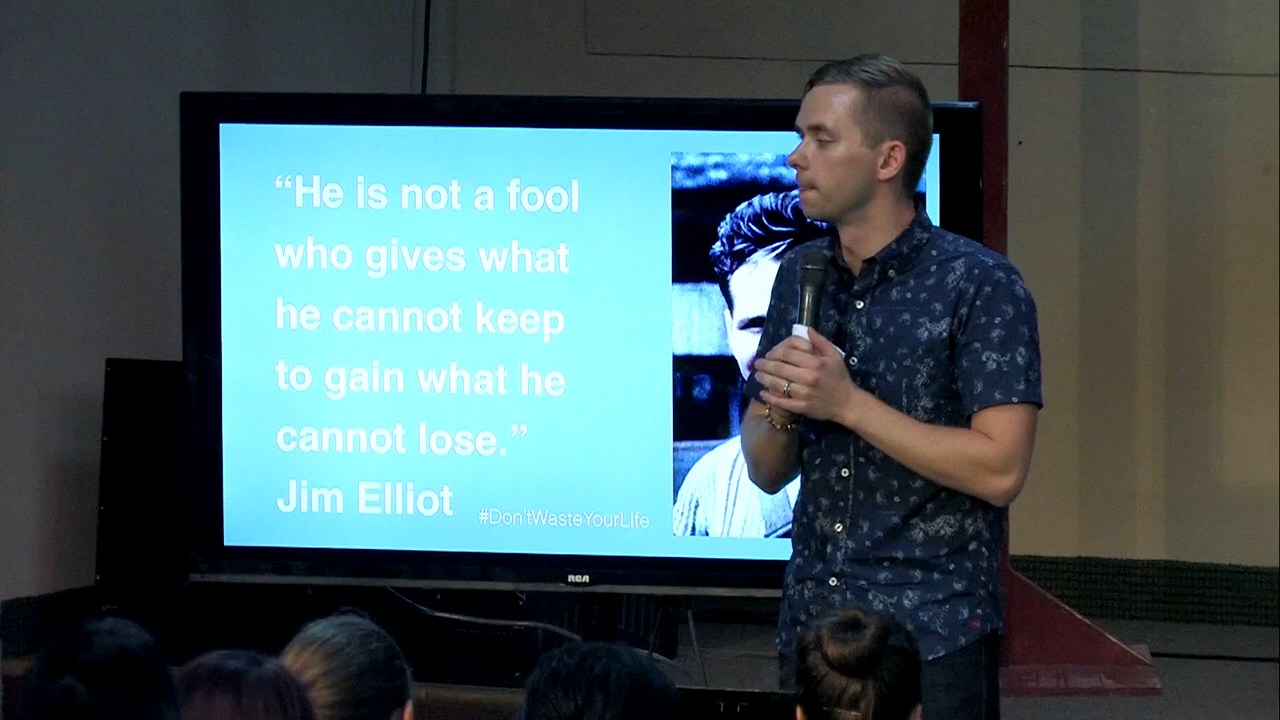 “He is not a fool
who gives what
he cannot keep
to gain what he
cannot lose.”
Jim Elliot
#Don'tWasteYourLife
RCA